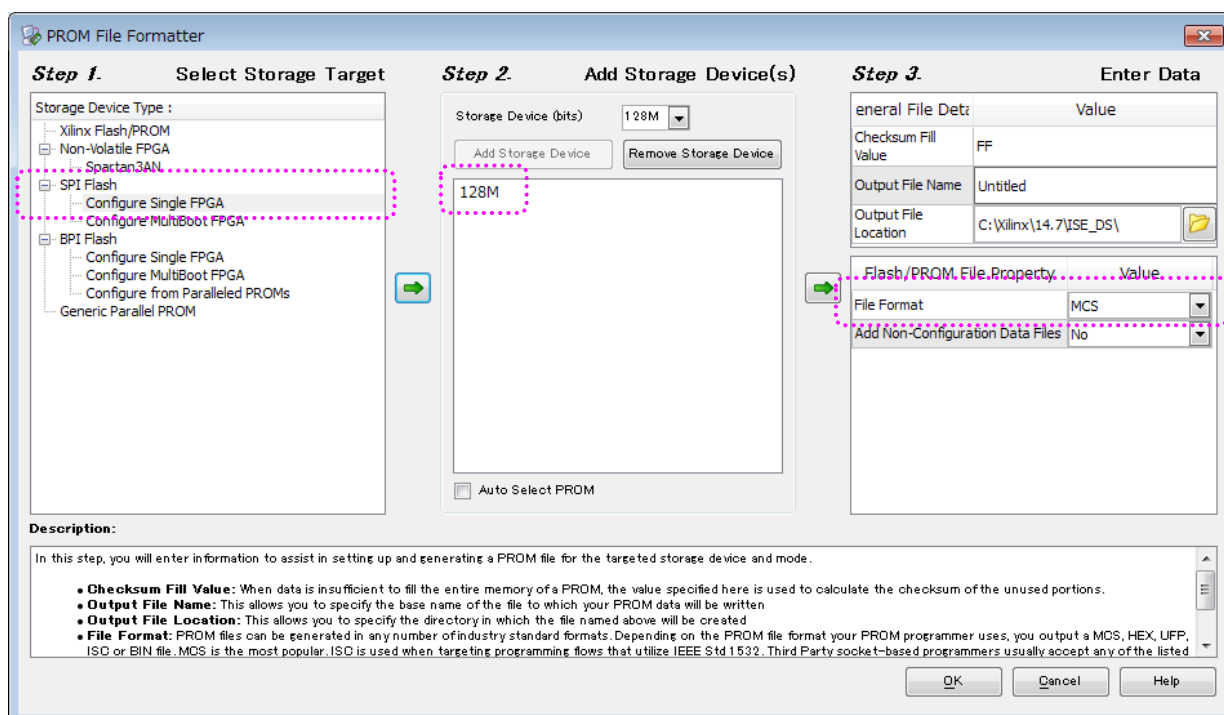 PROM File Formatter
Step 1. Select Storage Target
Storage Device Type :
Xilinx Flash/PROM
Non-Volatile FPGA
Spartan3AN
SPI Flash
Configure Single FPGA
Configure MultiBoot FPGA
BPI Flash
Configure Single FPGA
Configure MultiBoot FPGA
Configure from Paralleled PROMs
Generic Parallel PROM
Step 2. Add Storage Device(s)
Storage Device (bits) 128M
Add Storage Device Remove Storage Device
128M
Auto Select PROM
Step 3. Enter Data
eneral File Deta Value
Checksum Fill
Value FF
Output File Name Untitled
Output File
Location C:\Xilinx\14.7\ISE_DS\
Flash/PROM File Property Value
File Format MCS
Add Non-Configuration Data Files No
Description:
In this step, you will enter information to assist in setting up and generating a PROM file for the targeted storage device and mode.
• Checksum Fill Value: When data is insufficient to fill the entire memory of a PROM, the value specified here is used to calculate the checksum of the unused portions.
• Output File Name: This allows you to specify the base name of the file to which your PROM data will be written
• Output File Location: This allows you to specify the directory in which the file named above will be created
• File Format: PROM files can be generated in any number of industry standard formats. Depending on the PROM file format your PROM programmer uses, you output a MCS, HEX, UFP,
ISC or BIN file. MCS is the most popular. ISC is used when targeting programming flows that utilize IEEE Std 1532. Third Party socket-based programmers usually accept any of the listed
OK Cancel Help